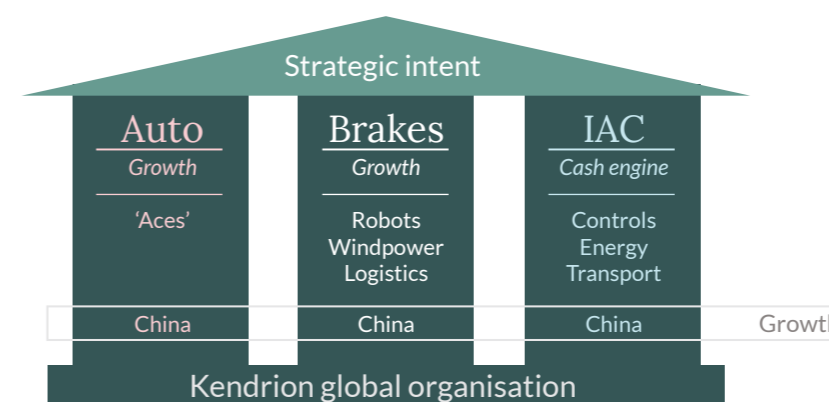 Strategic intent
Auto
Growth
‘Aces’
China
Brakes
Growth
Robots
Windpower
Logistics
China
IAC
Cash engine
Controls
Energy
Transport
China
Growth
Kendrion global organisation